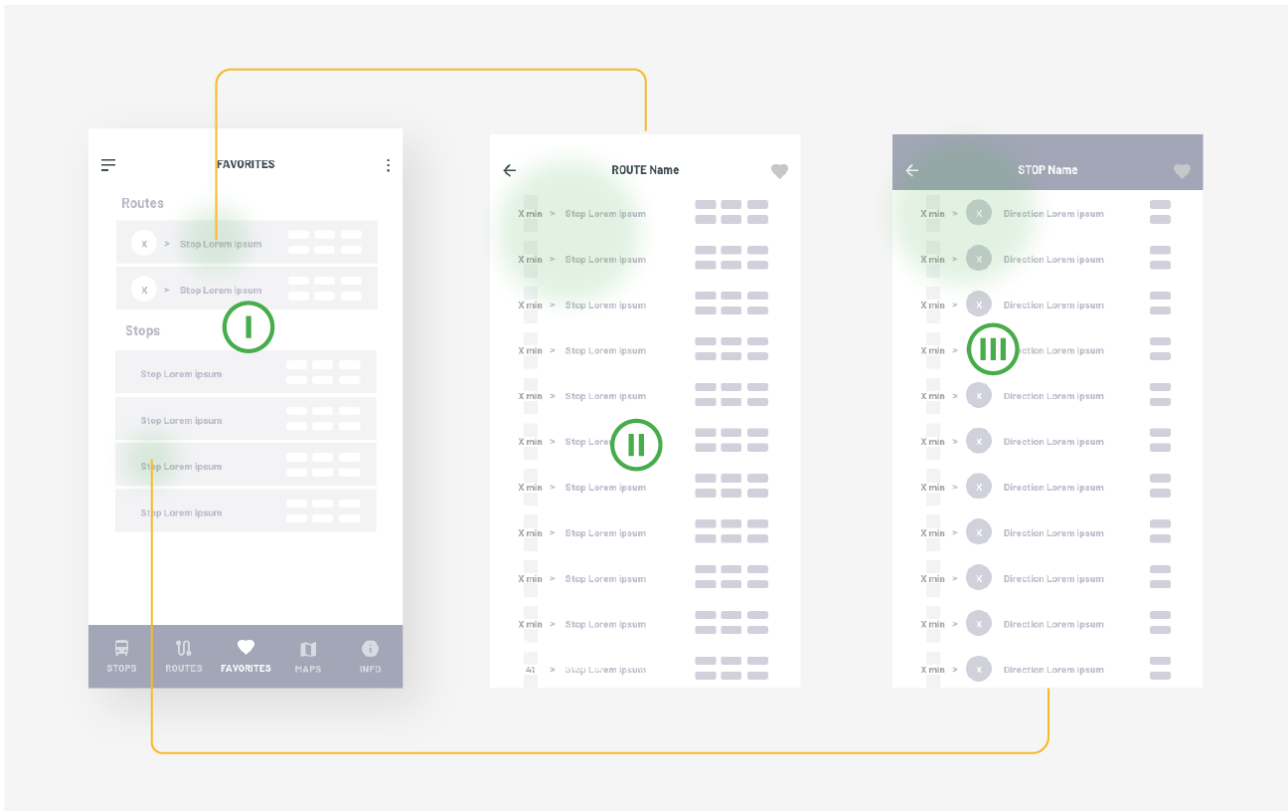 FAVORITES
Routes
X > Stop Lorem ipsum
X > Stop Lorem ipsum
Stops
I
Stop Lorem ipsum
Stop Lorem ipsum
Stop Lorem ipsum
Stop Lorem ipsum
STOPS ROUTES FAVORITES MAPS INFO
ROUTE Name
X min > Stop Lorem ipsum
X min > Stop Lorem ipsum
X min > Stop Lorem ipsum
X min > Stop Lorem ipsum
X min > Stop Lorem ipsum
X min > Stop Lore
II
X min > Stop Lorem ipsum
X min > Stop Lorem ipsum
X min > Stop Lorem ipsum
X min > Stop Lorem ipsum
> Lorem ipsum
STOP Name
X min > X Direction Lorem ipsum
X min > X Direction Lorem ipsum
X min > X Direction Lorem ipsum
X min > III ection Lorem ipsum
X min > X Direction Lorem ipsum
X min > X Direction Lorem ipsum
X min > X Direction Lorem ipsum
X min > X Direction Lorem ipsum
X min > X Direction Lorem ipsum
X min > X Direction Lorem ipsum
X min > X Direction Lorem ipsum